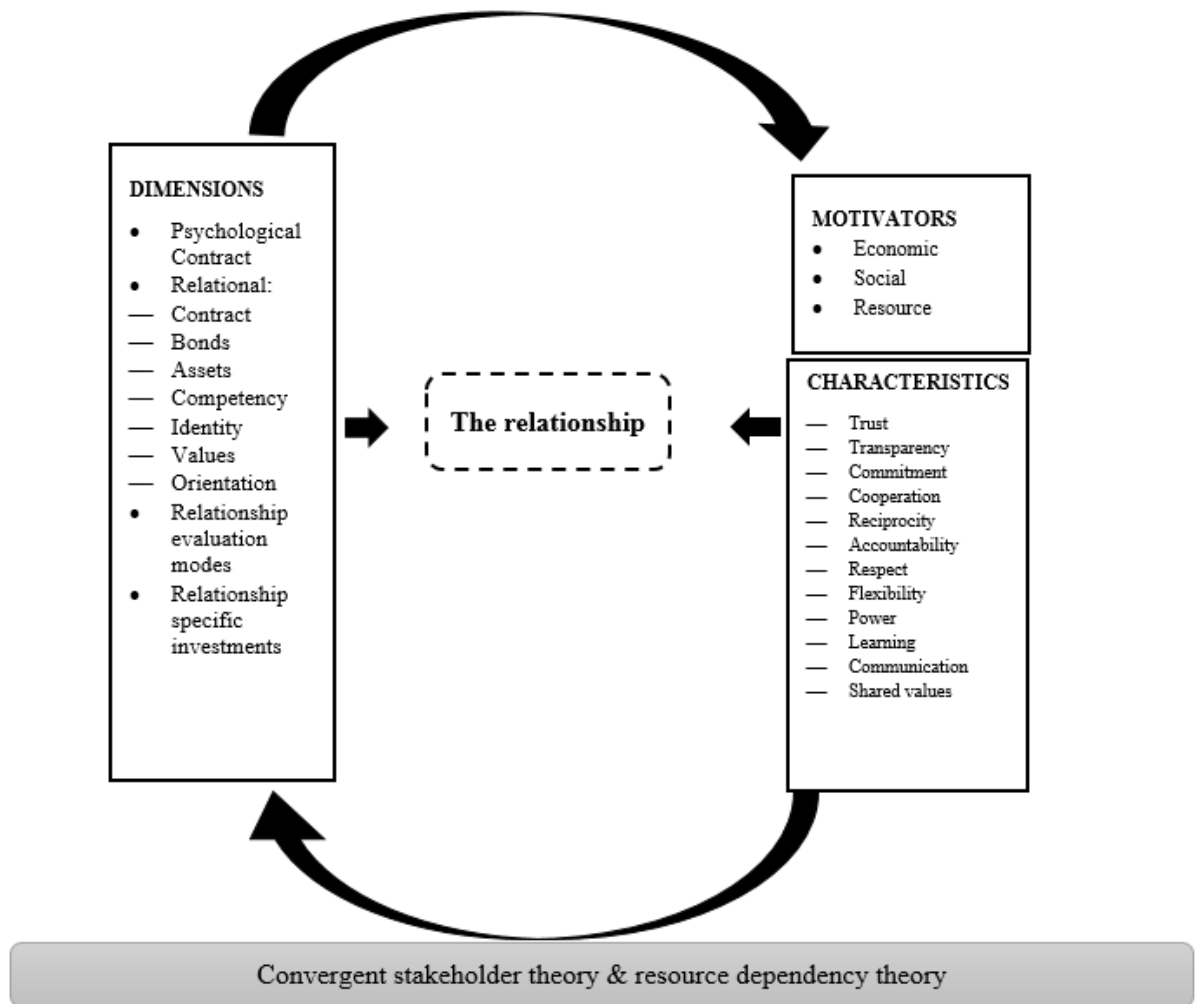 DIMENSIONS
• Psychological
Contract
• Relational:
— Contract
— Bonds
— Assets
— Competency
— Identity
— Values
— Orientation
• Relationship
evaluation
modes
• Relationship
specific
investments
The relationship
MOTIVATORS
• Economic
• Social
• Resource
CHARACTERISTICS
— Trust
— Transparency
— Commitment
— Cooperation
— Reciprocity
— Accountability
— Respect
— Flexibility
— Power
— Learning
— Communication
— Shared values
Convergent stakeholder theory & resource dependency theory